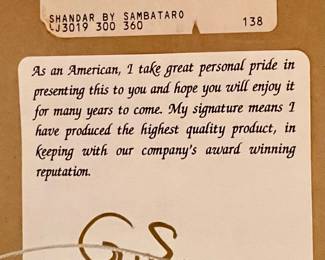 SHANDAR BY SAMBATARO
LJ3019 300 360 138
As an American, I take great personal pride in
presenting this to you and hope you will enjoy it
for many years to come. My signature means I
have produced the highest quality product, in
keeping with our company's award winning
reputation.
G.S